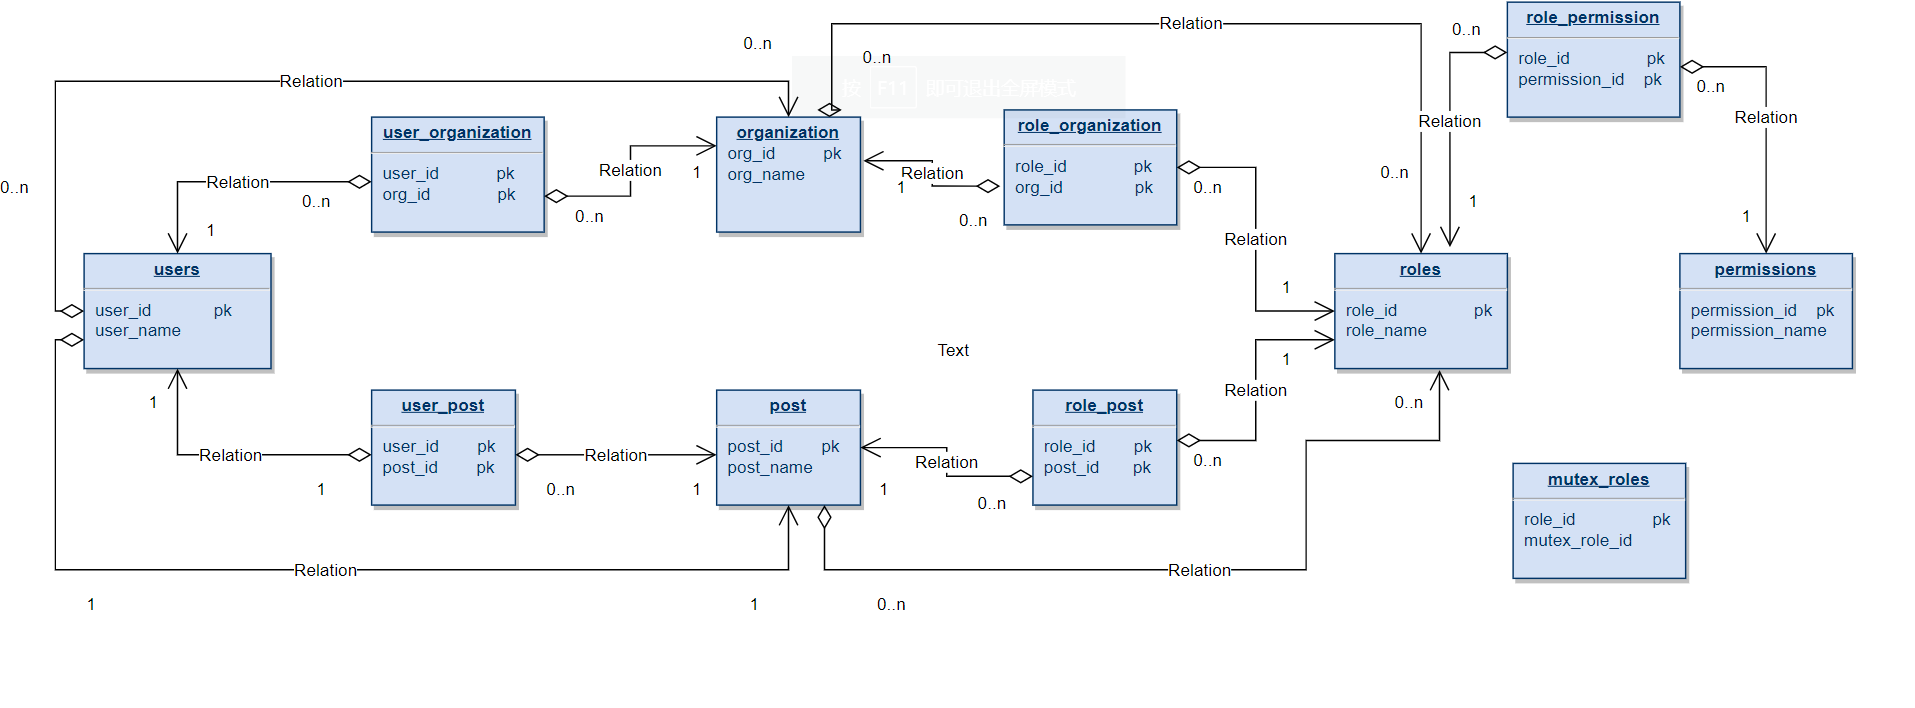 role_permission
role_id pk
permission_id pk
0..n
0..n
Relation
Relation
0..n
0..n
按 F11 即可退出全屏模式
Relation
user_organization
user_id pk
org_id pk
organization
org_id pk
org_name
role_organization
role_id pk
org_id pk
Relation
Relation
Relation
1
Relation
1
0..n
0..n
0..n
0..n
0..n
0..n
1
1
1
Relation
Relation
users
user_id pk
user_name
roles
role_id pk
role_name
permissions
permission_id pk
permission_name
1
Text
1
Relation
1
0..n
user_post
user_id pk
post_id pk
post
post_id pk
post_name
role_post
role_id pk
post_id pk
Relation
Relation
Relation
0..n
1
0..n
1
1
0..n
mutex_roles
role_id pk
mutex_role_id
Relation
Relation
1
1
0..n